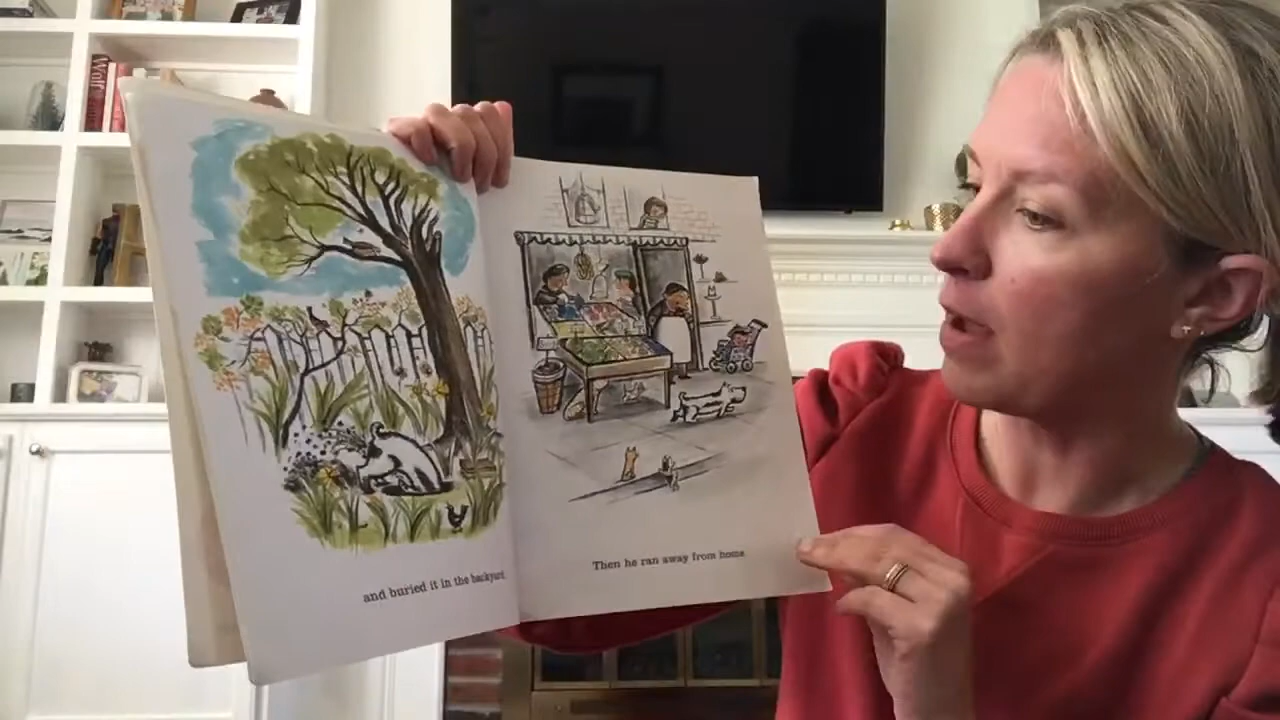 and buried it in the backyard.
Then he ran away from home.